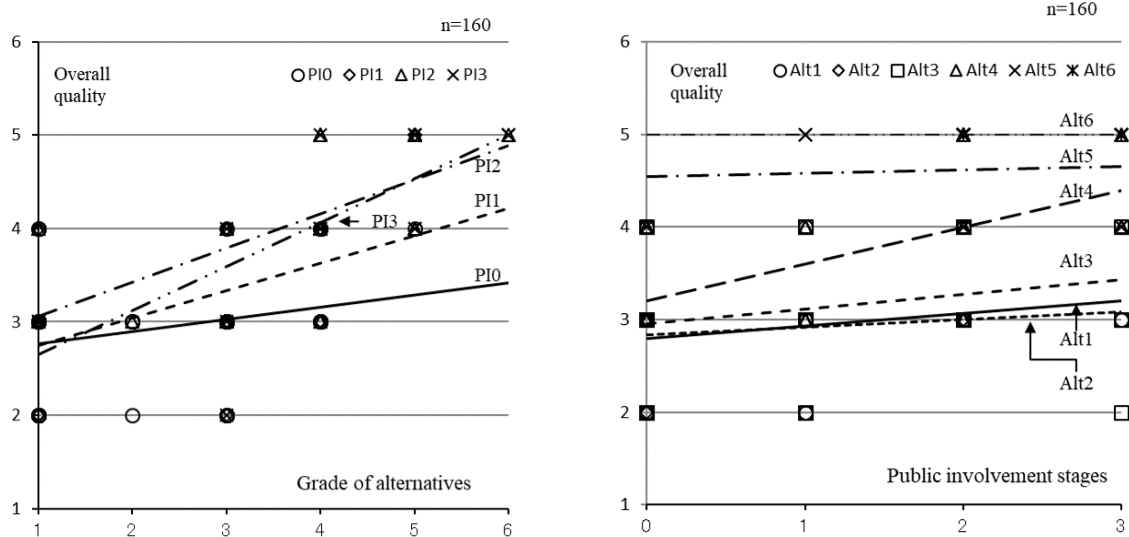 n=160
6
5
4
3
2
1
Overall
quality
PI0 PI1 PI2 PI3
PI2
PI3
PI1
PI0
Grade of alternatives
1 2 3 4 5 6
n=160
6
5
4
3
2
1
Overall
quality
Alt1 Alt2 Alt3 Alt4 Alt5 Alt6
Alt6
Alt5
Alt4
Alt3
Alt1
Alt2
Public involvement stages
0 1 2 3